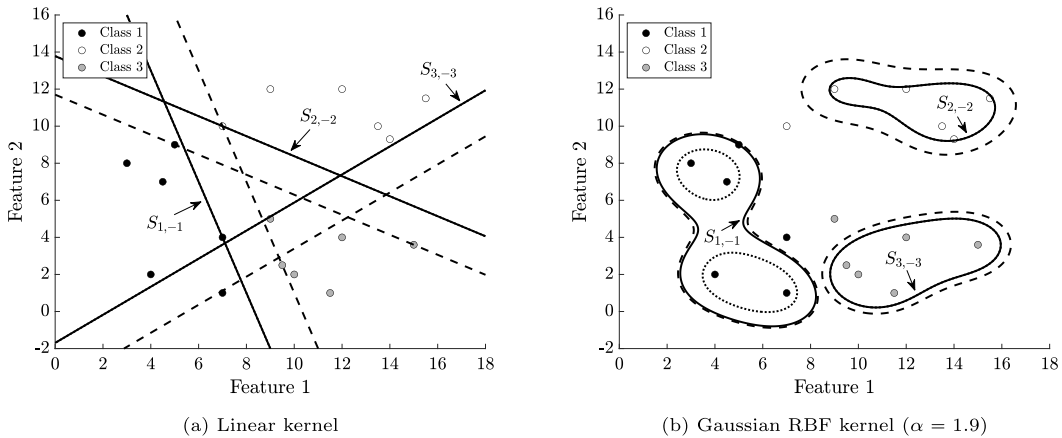 16
14
12
10
8
6
4
2
0
-2
Feature 2
Class 1
Class 2
Class 3
S3,−3
S2,−2
S1,−1
0 2 4 6 8 10 12 14 16 18
Feature 1
(a) Linear kernel
16
14
12
10
8
6
4
2
0
-2
Feature 2
Class 1
Class 2
Class 3
S2,−2
S1,−1
S3,−3
0 2 4 6 8 10 12 14 16 18
Feature 1
(b) Gaussian RBF kernel (α = 1.9)